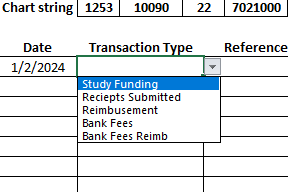 Chart string 1253 10090 22 7021000
Date Transaction Type Reference
1/2/2024
Study Funding
Reciepts Submitted
Reimbusement
Bank Fees
Bank Fees Reimb